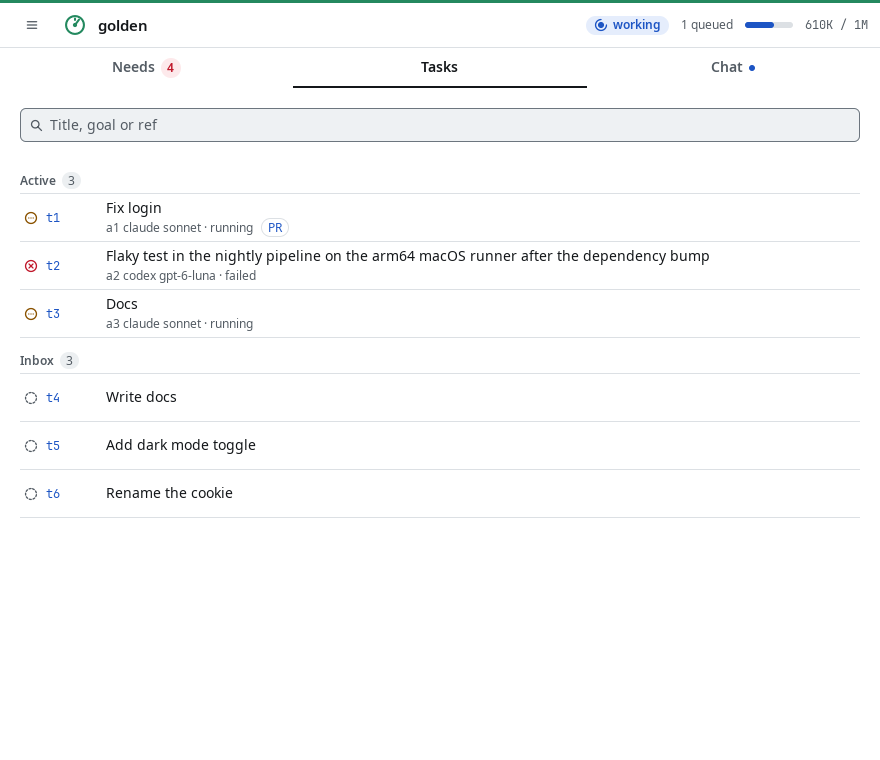 golden
working
1 queued
610K / 1M
Needs 4
Tasks
Chat
Title, goal or ref
Active 3
t1
Fix login
a1 claude sonnet · running PR
t2
Flaky test in the nightly pipeline on the arm64 macOS runner after the dependency bump
a2 codex gpt-6-luna · failed
t3
Docs
a3 claude sonnet · running
Inbox 3
t4 Write docs
t5 Add dark mode toggle
t6 Rename the cookie